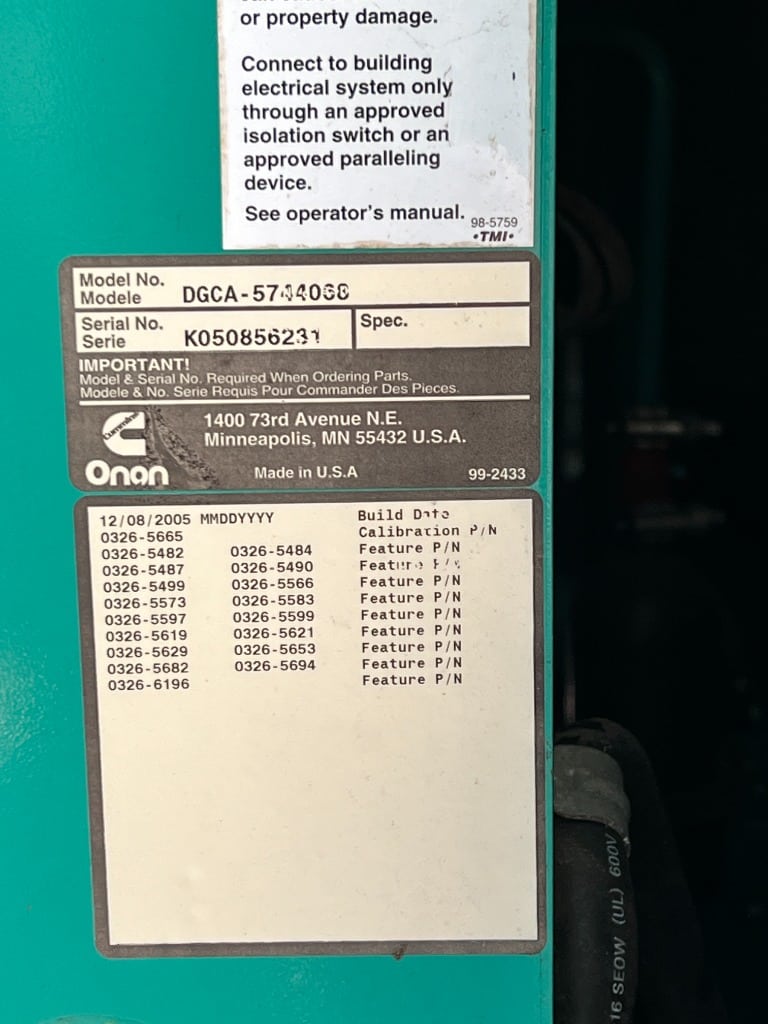 or property damage.
Connect to building
electrical system only
through an approved
isolation switch or an
approved paralleling
device.
See operator's manual.
98-5759
•TMI•
Model No.
Modele
Serial No.
Serie
K050856231
Spec.
IMPORTANT!
Model & Serial No. Required When Ordering Parts.
Modele & No. Serie Requis Pour Commander Des Pieces.
Cummins
Onan
1400 73rd Avenue N.E.
Minneapolis, MN 55432 U.S.A.
Made in U.S.A
99-2433
12/08/2005 MMDDYYYY Build Date
0326-5665 Calibration P/N
0326-5482 0326-5484 Feature P/N
0326-5487 0326-5490 Feature P/N
0326-5499 0326-5566 Feature P/N
0326-5573 0326-5583 Feature P/N
0326-5597 0326-5599 Feature P/N
0326-5619 0326-5621 Feature P/N
0326-5629 0326-5653 Feature P/N
0326-5682 0326-5694 Feature P/N
0326-6196 Feature P/N
16 SEOW (UL) 600V